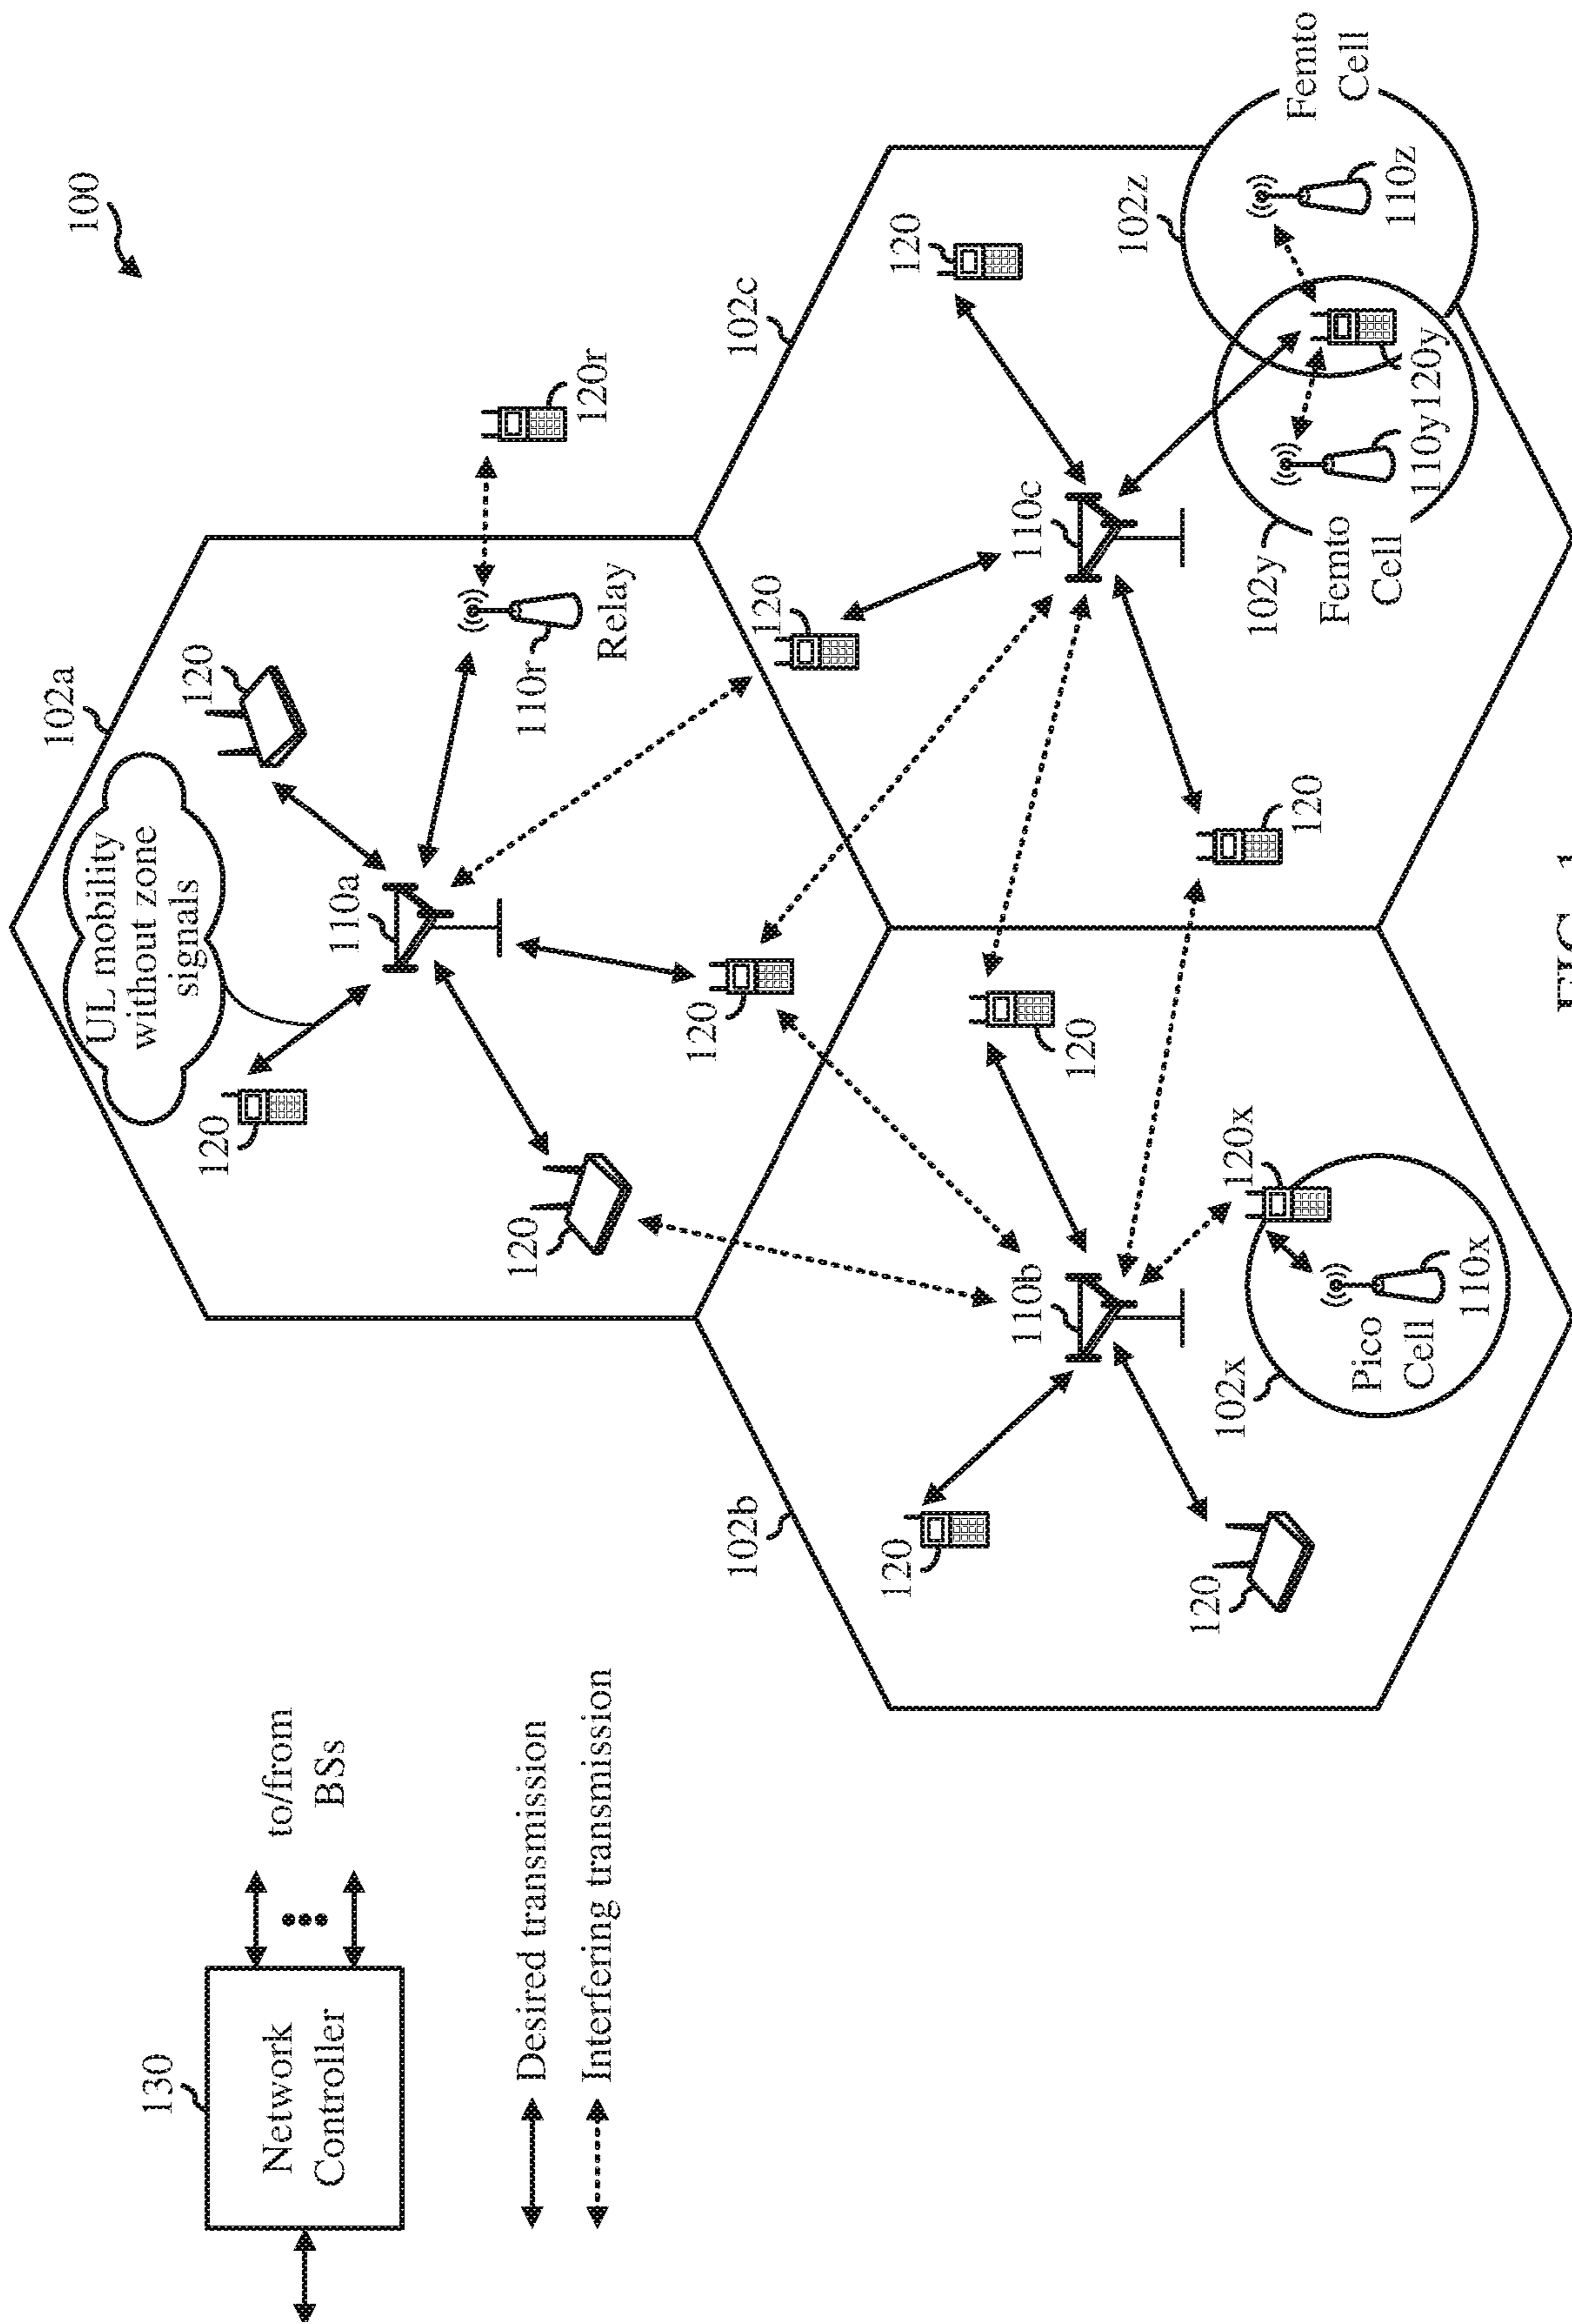 100
130
Network
Controller
to/from
BSs
Desired transmission
Interfering transmission
102a
UL mobility
without zone
signals
120
120
110a
120
110r
Relay
120r
120
120
102b
102c
120
110b
120
110c
120
120
120
102x
Pico
Cell
110x
120x
102y
Femto
Cell
110y
120y
102z
110z
Femto
Cell